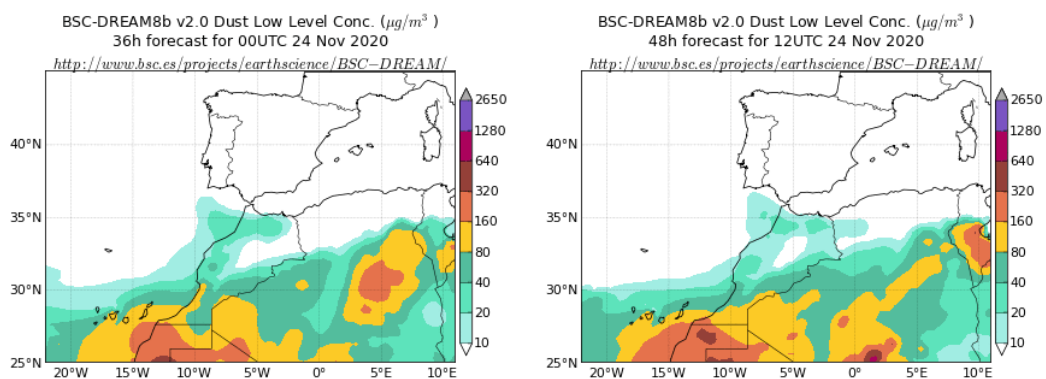 BSC-DREAM8b v2.0 Dust Low Level Conc. (μg/m³ )
36h forecast for 00UTC 24 Nov 2020
http://www.bsc.es/projects/earthscience/BSC−DREAM/
40°N
35°N
30°N
25°N
20°W
15°W
10°W
5°W
0°
5°E
10°E
2650
1280
640
320
160
80
40
20
10
BSC-DREAM8b v2.0 Dust Low Level Conc. (μg/m³ )
48h forecast for 12UTC 24 Nov 2020
http://www.bsc.es/projects/earthscience/BSC−DREAM/
40°N
35°N
30°N
25°N
20°W
15°W
10°W
5°W
0°
5°E
10°E
2650
1280
640
320
160
80
40
20
10